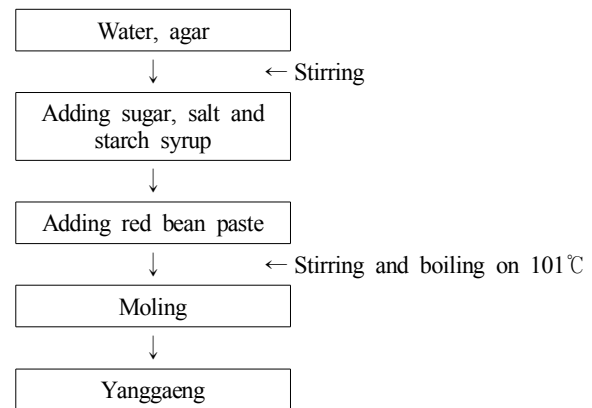 Water, agar
↓
← Stirring
Adding sugar, salt and
starch syrup
↓
Adding red bean paste
↓
← Stirring and boiling on 101℃
Moling
↓
Yanggaeng